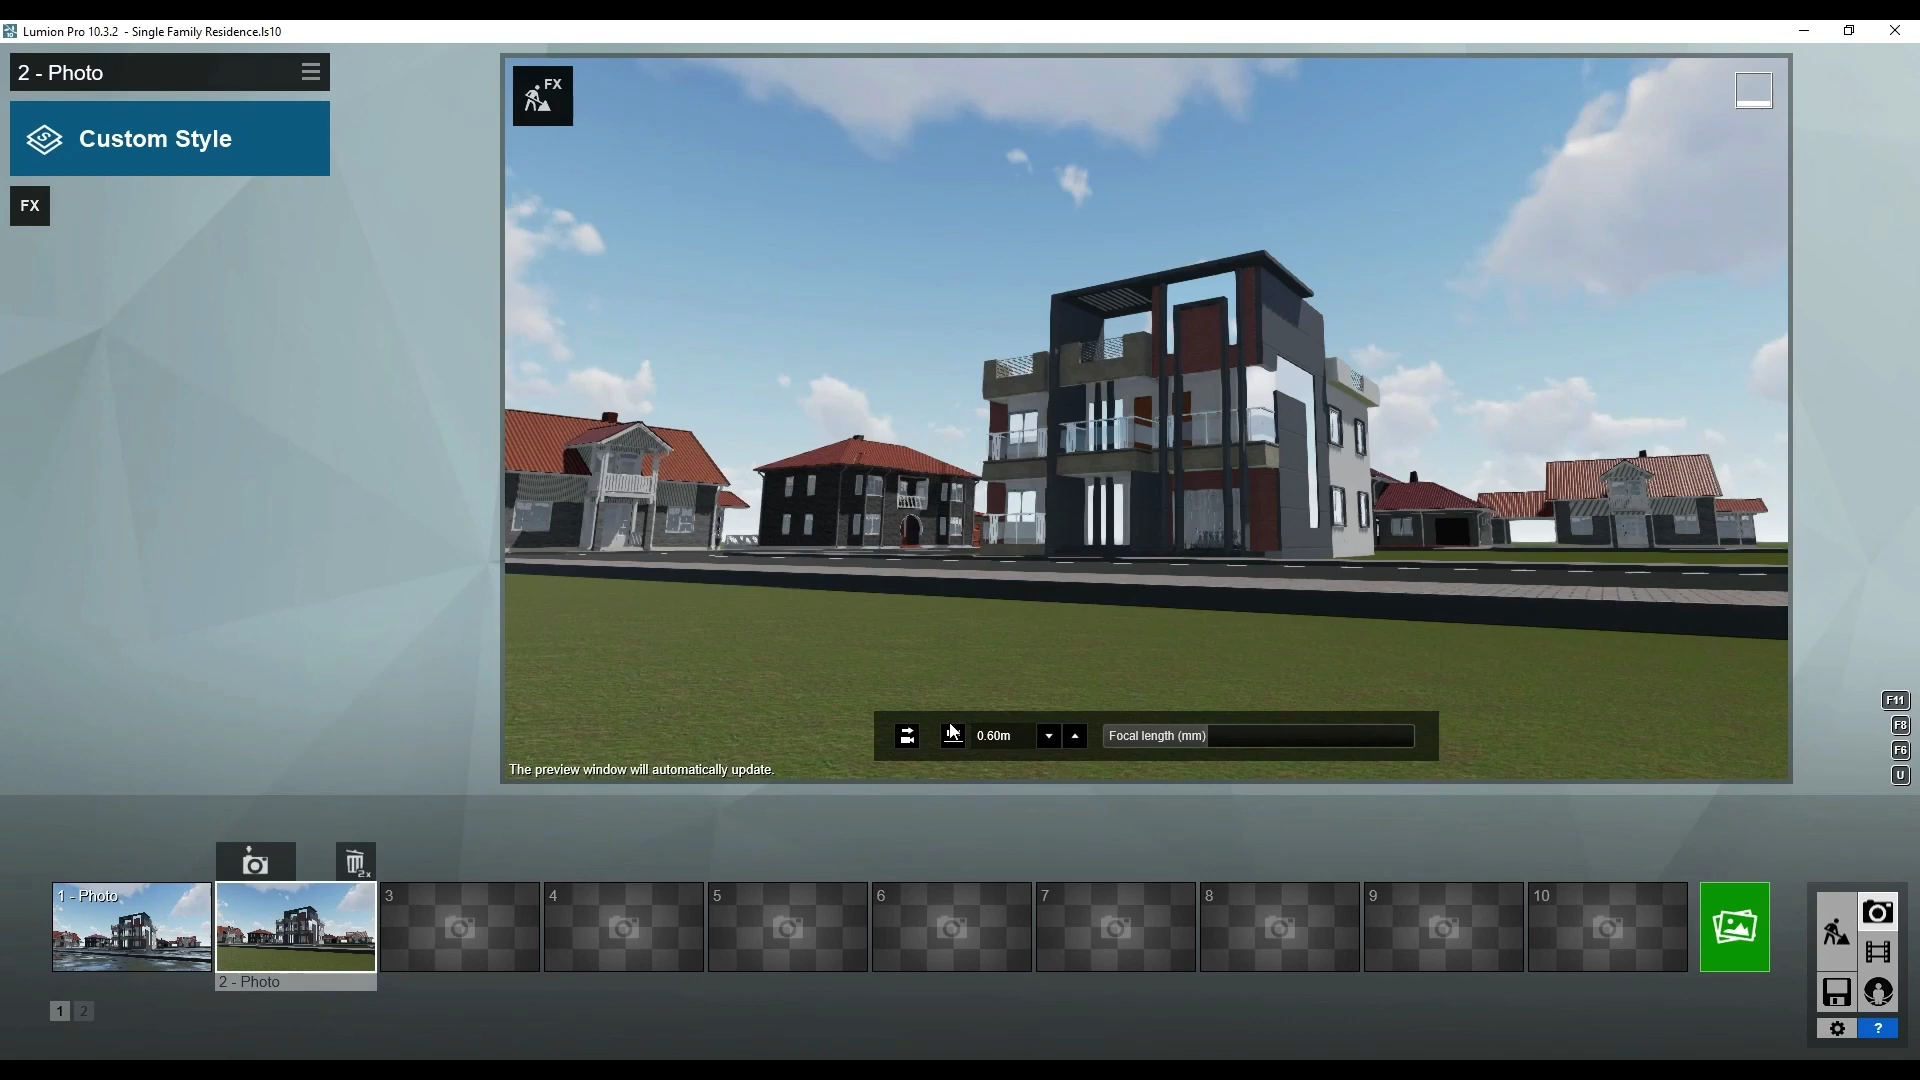 Lumion Pro 10.3.2 - Single Family Residence.ls10
2 - Photo
Custom Style
FX
FX
0.60m
Focal length (mm)
The preview window will automatically update.
F11
F8
F6
U
2x
1 - Photo
3
4
5
6
7
8
9
10
2 - Photo
1
2
?